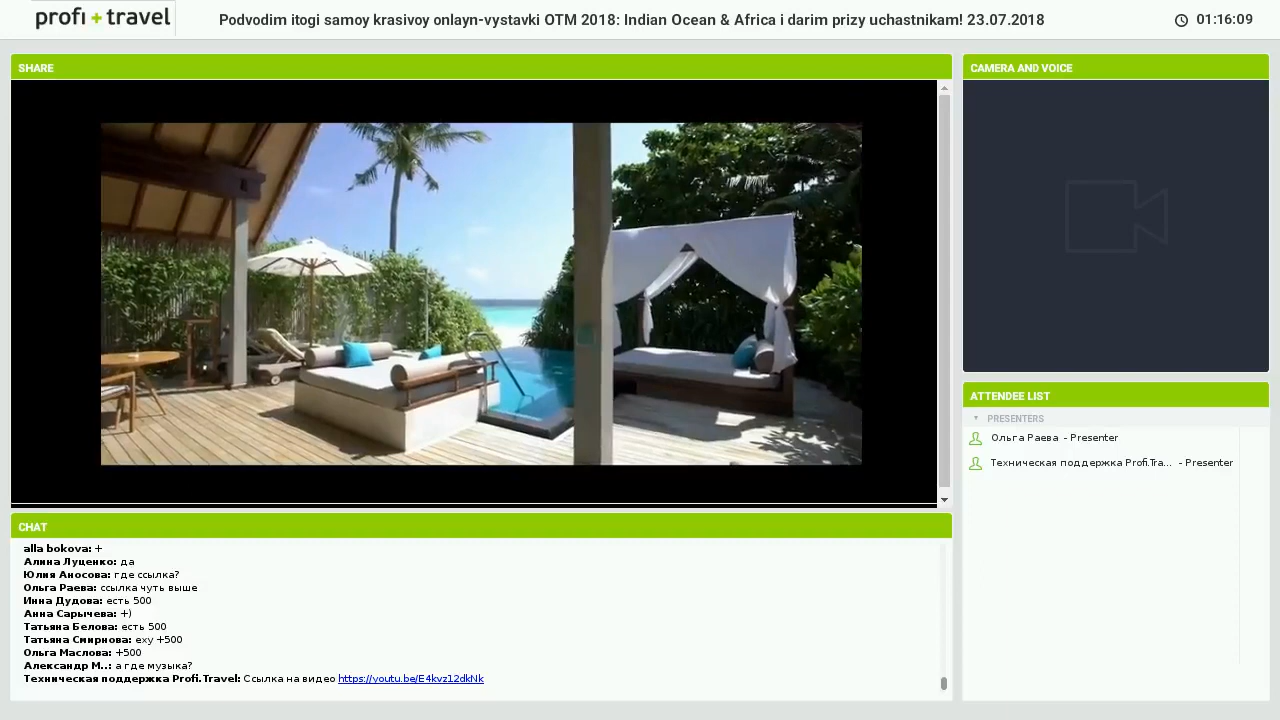 profi + travel
Podvodim itogi samoy krasivoy onlayn-vystavki OTM 2018: Indian Ocean & Africa i darim prizy uchastnikam! 23.07.2018
01:16:09
SHARE
CAMERA AND VOICE
ATTENDEE LIST
PRESENTERS
Ольга Раева - Presenter
Техническая поддержка Profi.Tra... - Presenter
CHAT
alla bokova: +
Алина Луценко: да
Юлия Аносова: где ссылка?
Ольга Раева: ссылка чуть выше
Инна Дудова: есть 500
Анна Сарычева: +)
Татьяна Белова: есть 500
Татьяна Смирнова: еху +500
Ольга Маслова: +500
Александр М..: а где музыка?
Техническая поддержка Profi.Travel: Ссылка на видео https://youtu.be/E4kvz12dkNk